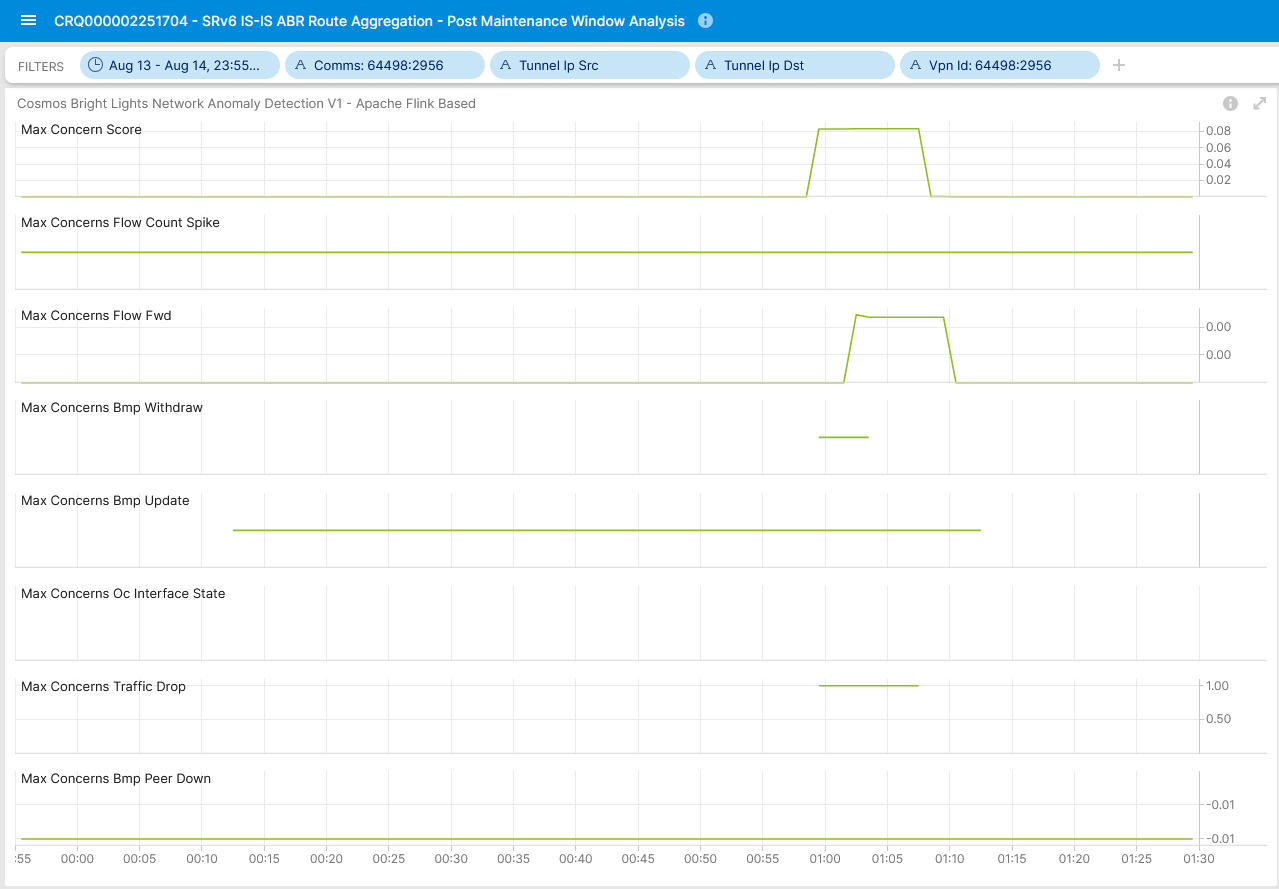 CRQ000002251704 - SRv6 IS-IS ABR Route Aggregation - Post Maintenance Window Analysis
FILTERS Aug 13 - Aug 14, 23:55... Comms: 64498:2956 Tunnel Ip Src Tunnel Ip Dst Vpn Id: 64498:2956
Cosmos Bright Lights Network Anomaly Detection V1 - Apache Flink Based
Max Concern Score
0.08
0.06
0.04
0.02
Max Concerns Flow Count Spike
Max Concerns Flow Fwd
0.00
0.00
Max Concerns Bmp Withdraw
Max Concerns Bmp Update
Max Concerns Oc Interface State
Max Concerns Traffic Drop
1.00
0.50
Max Concerns Bmp Peer Down
-0.01
-0.01
:55 00:00 00:05 00:10 00:15 00:20 00:25 00:30 00:35 00:40 00:45 00:50 00:55 01:00 01:05 01:10 01:15 01:20 01:25 01:30